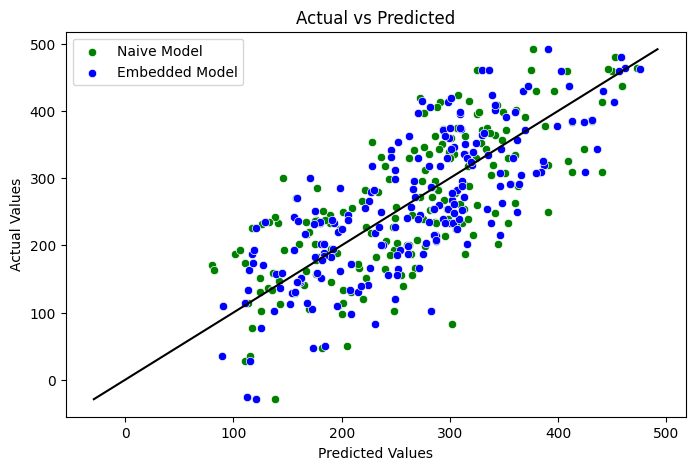 Actual vs Predicted
Naive Model
Embedded Model
500
400
300
200
100
0
Actual Values
0 100 200 300 400 500
Predicted Values